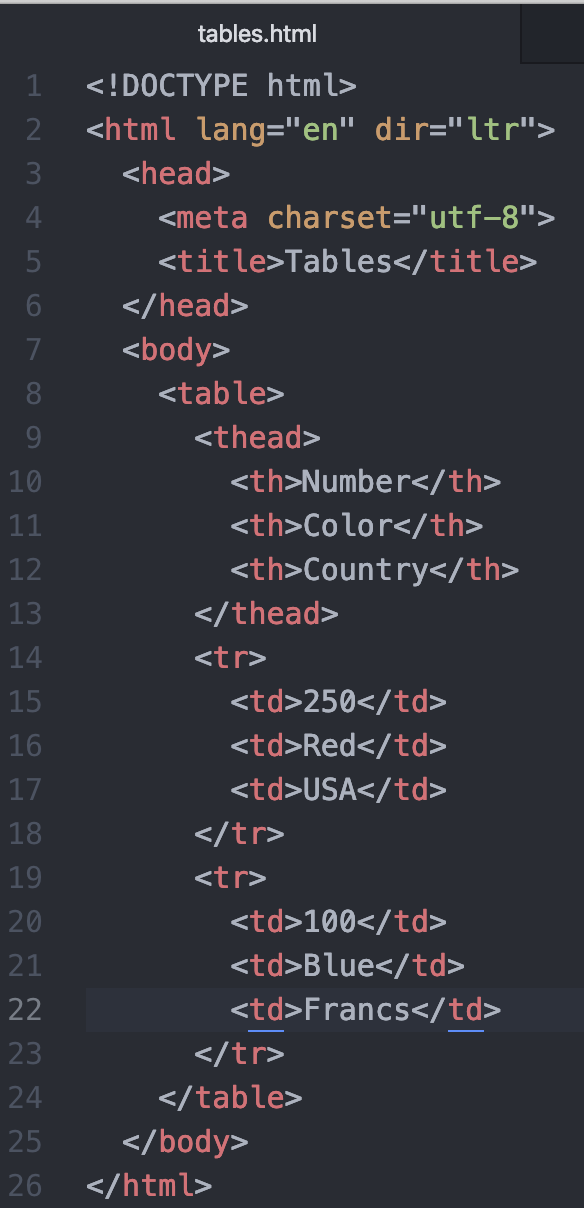 tables.html
1 <!DOCTYPE html>
2 <html lang="en" dir="ltr">
3   <head>
4     <meta charset="utf-8">
5     <title>Tables</title>
6   </head>
7   <body>
8     <table>
9       <thead>
10         <th>Number</th>
11         <th>Color</th>
12         <th>Country</th>
13       </thead>
14       <tr>
15         <td>250</td>
16         <td>Red</td>
17         <td>USA</td>
18       </tr>
19       <tr>
20         <td>100</td>
21         <td>Blue</td>
22         <td>Francs</td>
23       </tr>
24     </table>
25   </body>
26 </html>